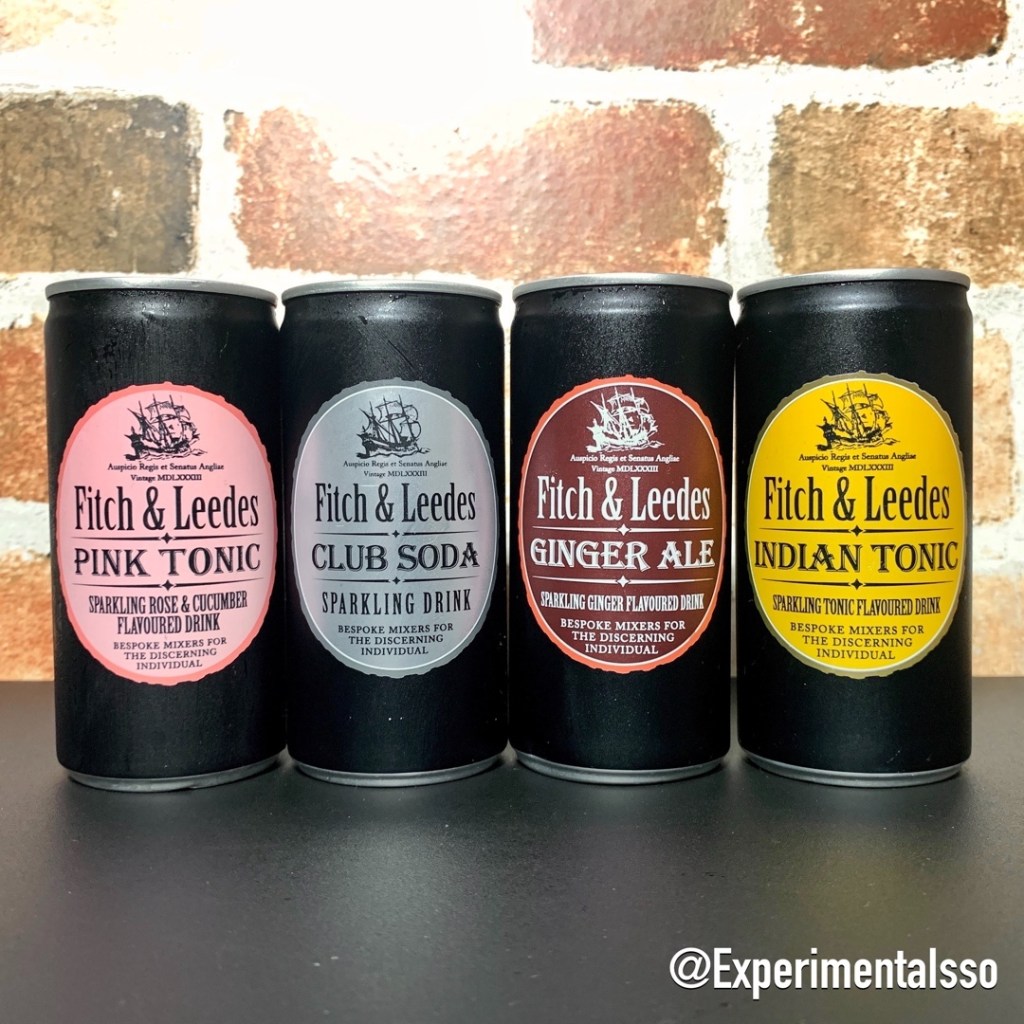 Auspicio Regis et Senatus Angliae
Vintage MDLXXXIII
Fitch & Leedes
PINK TONIC
SPARKLING ROSE & CUCUMBER
FLAVOURED DRINK
BESPOKE MIXERS FOR
THE DISCERNING
INDIVIDUAL
Auspicio Regis et Senatus Angliae
Vintage MDLXXXIII
Fitch & Leedes
CLUB SODA
SPARKLING DRINK
BESPOKE MIXERS FOR
THE DISCERNING
INDIVIDUAL
Auspicio Regis et Senatus Angliae
Vintage MDLXXXIII
Fitch & Leedes
GINGER ALE
SPARKLING GINGER FLAVOURED DRINK
BESPOKE MIXERS FOR
THE DISCERNING
INDIVIDUAL
Auspicio Regis et Senatus Angliae
Vintage MDLXXXIII
Fitch & Leedes
INDIAN TONIC
SPARKLING TONIC FLAVOURED DRINK
BESPOKE MIXERS FOR
THE DISCERNING
INDIVIDUAL
@Experimentalsso